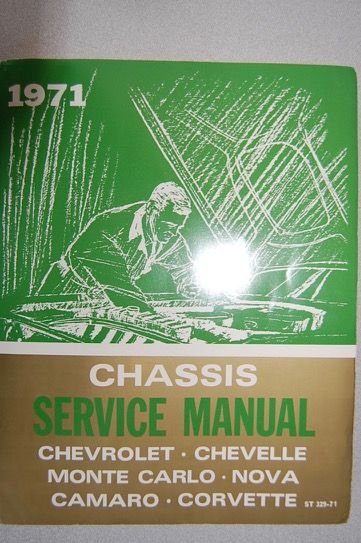 1971
CHASSIS
SERVICE MANUAL
CHEVROLET · CHEVELLE
MONTE CARLO · NOVA
CAMARO · CORVETTE ST 329-71